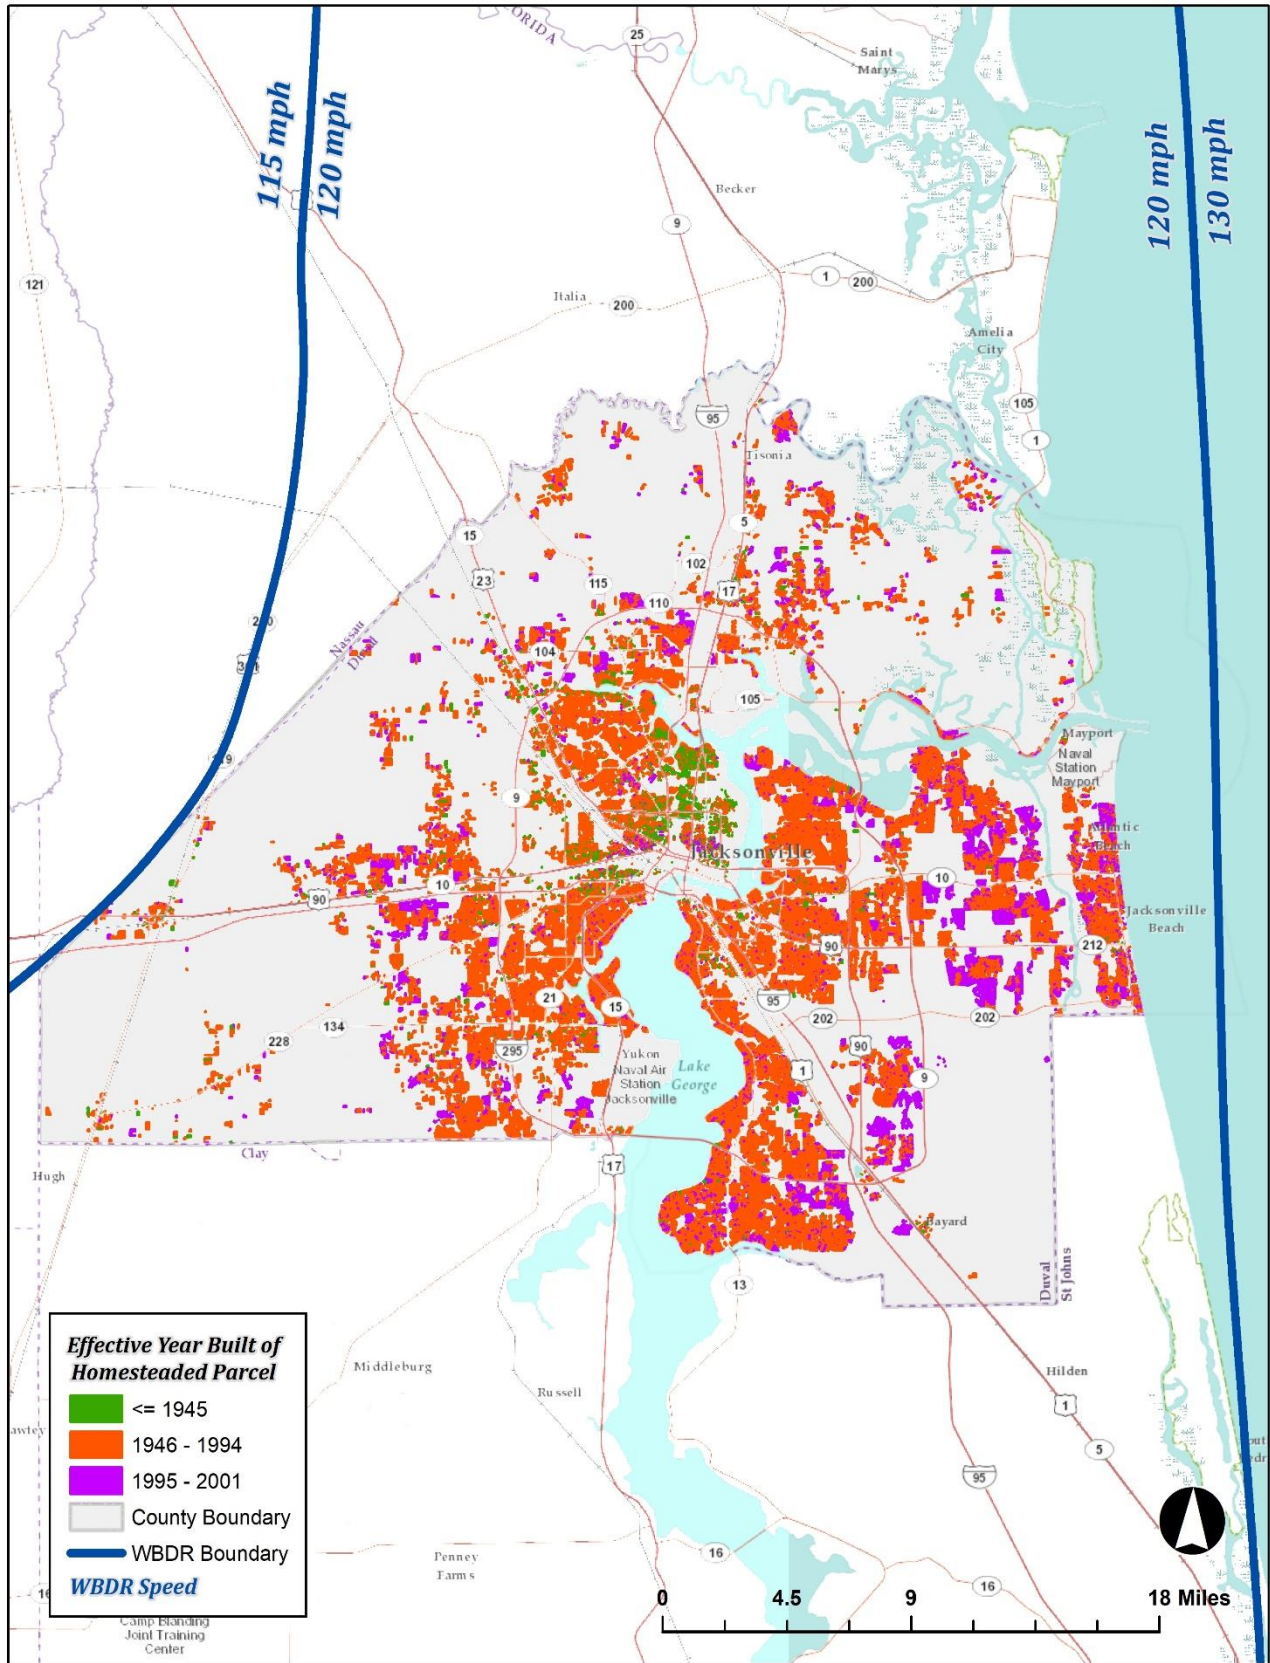 ORIDA
25
Saint
Marys
115 mph
120 mph
120 mph
130 mph
Becker
9
121
1
200
Italia
200
Amelia
City
105
1
95
Tisonia
15
5
102
23
115
17
110
Nassau
Duval
104
105
Mayport
Naval
Station
Mayport
9
Atlantic
Beach
Jacksonville
10
10
90
Jacksonville
Beach
90
212
21
15
95
202
202
134
228
295
90
Yukon
Naval Air
Station
Jacksonville
Lake
George
1
9
Clay
Hugh
17
Bayard
Duval
St Johns
13
Middleburg
Russell
Hilden
1
5
95
Penney
Farms
16
16
16
Camp Blanding
Joint Training
Center
Effective Year Built of
Homesteaded Parcel
<= 1945
1946 - 1994
1995 - 2001
County Boundary
WBDR Boundary
WBDR Speed
0 4.5 9 18 Miles